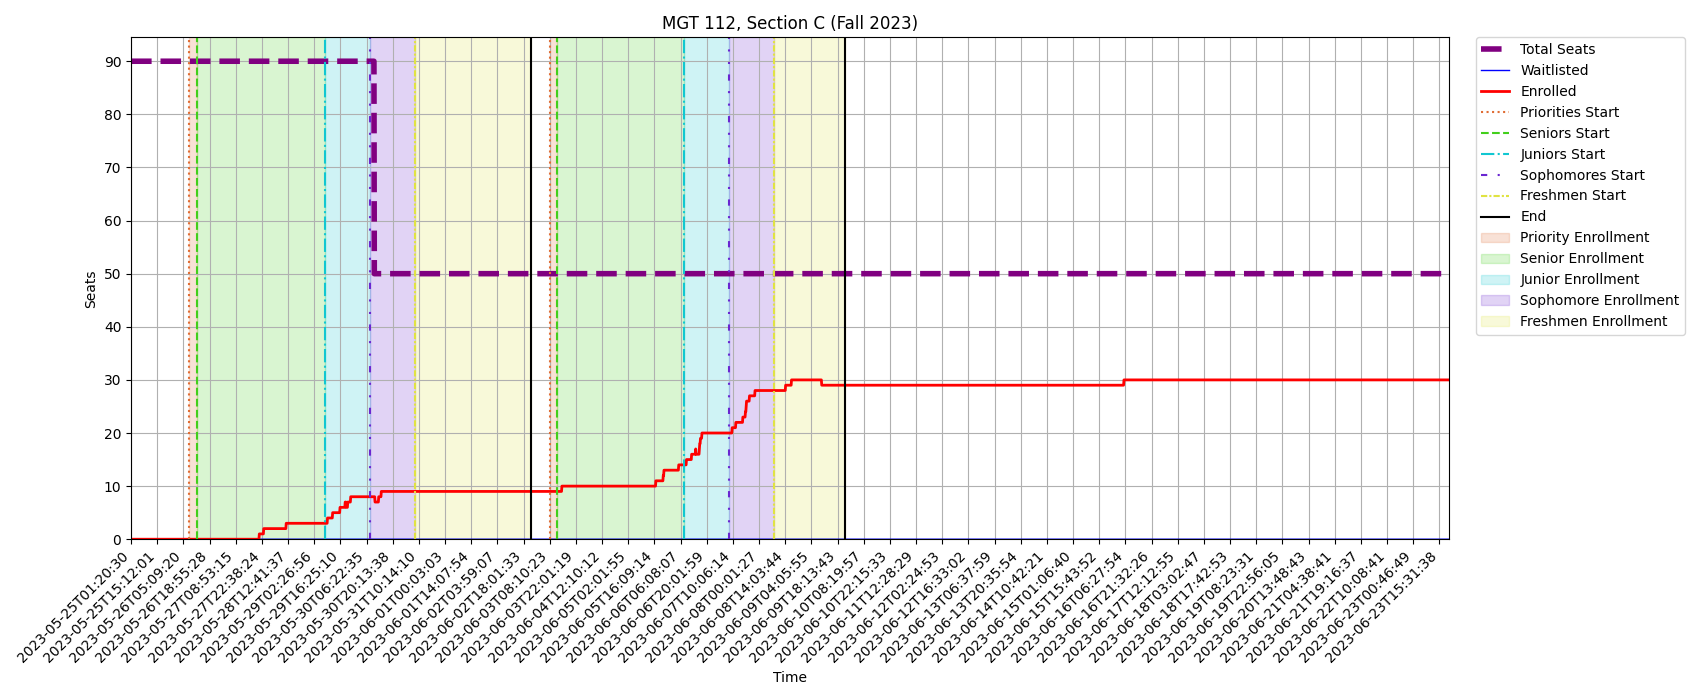 MGT 112, Section C (Fall 2023)
Seats
90
80
70
60
50
40
30
20
10
0
2023-05-25T01:20:30
2023-05-25T15:12:01
2023-05-26T05:09:20
2023-05-26T18:55:28
2023-05-27T08:53:15
2023-05-27T22:38:24
2023-05-28T12:41:37
2023-05-29T02:26:56
2023-05-29T16:25:10
2023-05-30T06:22:35
2023-05-30T20:13:38
2023-05-31T10:14:10
2023-06-01T00:03:03
2023-06-01T14:07:54
2023-06-02T03:59:07
2023-06-02T18:01:33
2023-06-03T08:10:23
2023-06-03T22:01:19
2023-06-04T12:10:12
2023-06-05T02:01:55
2023-06-05T16:09:14
2023-06-06T06:08:07
2023-06-06T20:01:59
2023-06-07T10:06:14
2023-06-08T00:01:27
2023-06-08T14:03:44
2023-06-09T04:05:55
2023-06-09T18:13:43
2023-06-10T08:19:57
2023-06-10T22:15:33
2023-06-11T12:28:29
2023-06-12T02:24:53
2023-06-12T16:33:02
2023-06-13T06:37:59
2023-06-13T20:35:54
2023-06-14T10:42:21
2023-06-15T01:06:40
2023-06-15T15:43:52
2023-06-16T06:27:54
2023-06-16T21:32:26
2023-06-17T12:12:55
2023-06-18T03:02:47
2023-06-18T17:42:53
2023-06-19T08:23:31
2023-06-19T22:56:05
2023-06-20T13:48:43
2023-06-21T04:38:41
2023-06-21T19:16:37
2023-06-22T10:08:41
2023-06-23T00:46:49
2023-06-23T15:31:38
Time
Total Seats
Waitlisted
Enrolled
Priorities Start
Seniors Start
Juniors Start
Sophomores Start
Freshmen Start
End
Priority Enrollment
Senior Enrollment
Junior Enrollment
Sophomore Enrollment
Freshmen Enrollment